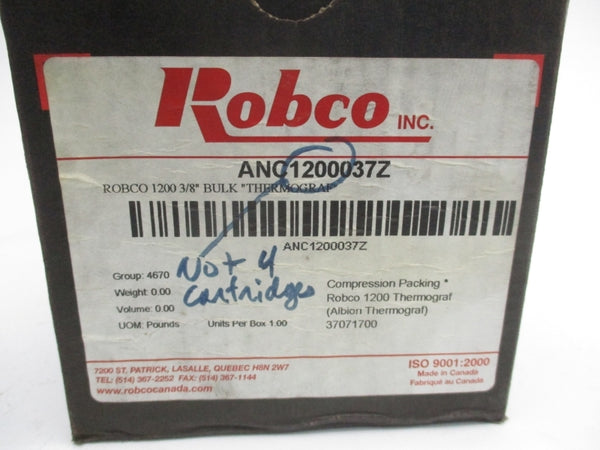 Robco INC.
ANC1200037Z
ROBCO 1200 3/8" BULK "THERMOGRAF"
ANC1200037Z
Not 4
Cartridges
Group: 4670
Weight: 0.00
Volume: 0.00
UOM: Pounds Units Per Box 1.00
Compression Packing *
Robco 1200 Thermograf
(Albion Thermograf)
37071700
7200 ST. PATRICK, LASALLE, QUEBEC H8N 2W7
TEL: (514) 367-2252 FAX: (514) 367-1144
www.robcocanada.com
ISO 9001:2000
Made in Canada
Fabriqué au Canada